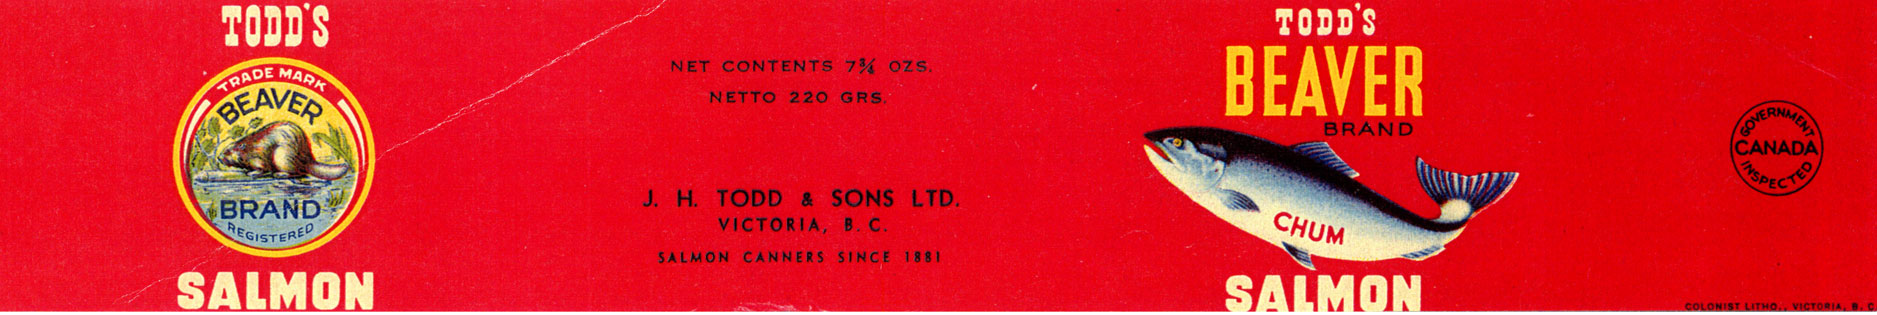 TODD'S
TRADE MARK
BEAVER
BRAND
REGISTERED
SALMON
NET CONTENTS 7¾ OZS.
NETTO 220 GRS.
J. H. TODD & SONS LTD.
VICTORIA, B. C.
SALMON CANNERS SINCE 1881
TODD'S
BEAVER
BRAND
CHUM
SALMON
GOVERNMENT
CANADA
INSPECTED
COLONIST LITHO., VICTORIA, B. C.